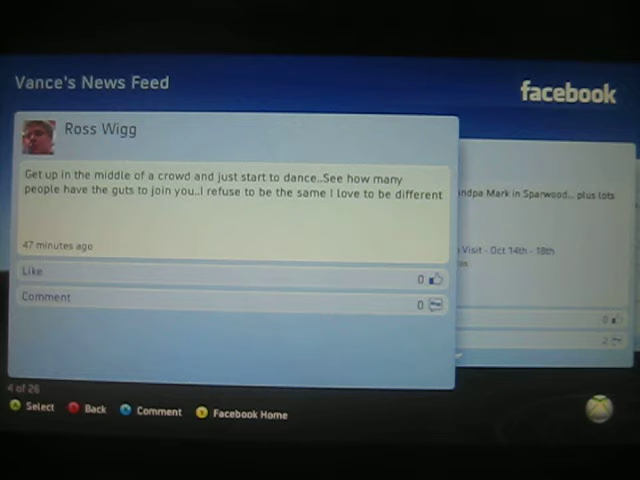 Vance's News Feed
facebook
Ross Wigg
Get up in the middle of a crowd and just start to dance..See how many
people have the guts to join you..I refuse to be the same I love to be different
47 minutes ago
Like
0
Comment
0
ndpa Mark in Sparwood... plus lots
Visit - Oct 14th - 18th
0
2
4 of 26
A Select
B Back
X Comment
Y Facebook Home